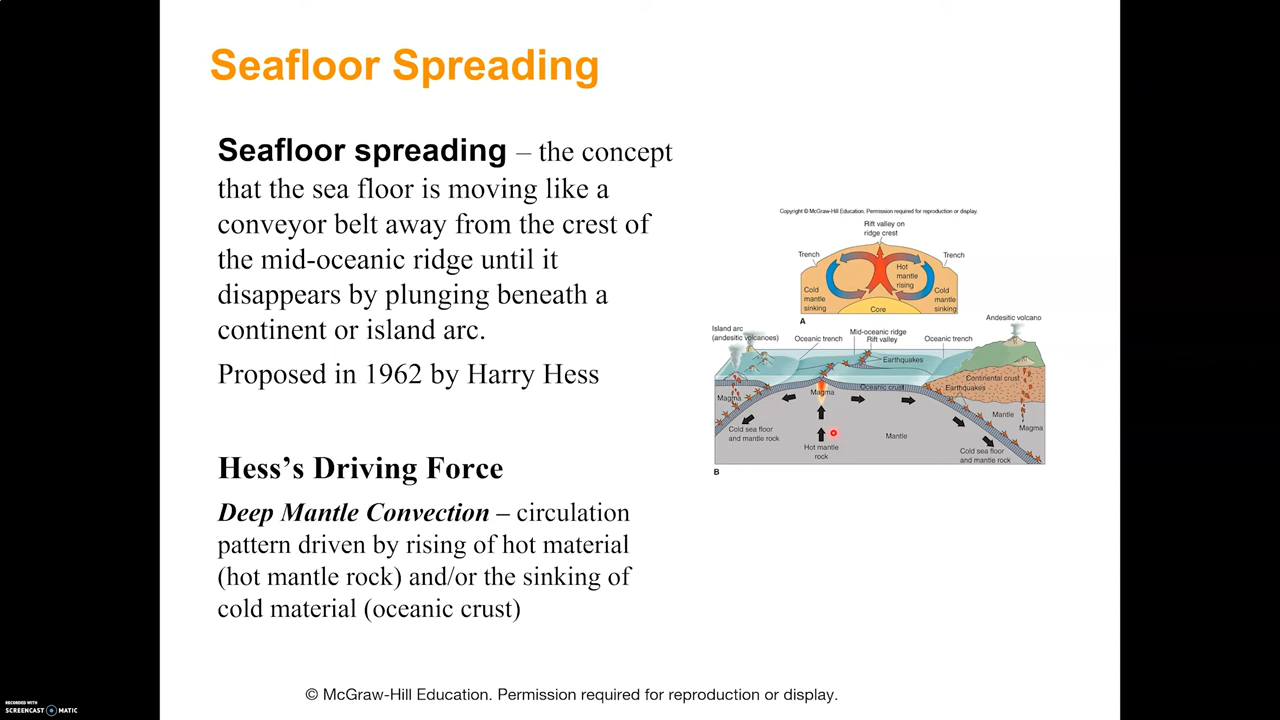 Seafloor Spreading
Seafloor spreading – the concept
that the sea floor is moving like a
conveyor belt away from the crest of
the mid-oceanic ridge until it
disappears by plunging beneath a
continent or island arc.
Proposed in 1962 by Harry Hess
Hess's Driving Force
Deep Mantle Convection – circulation
pattern driven by rising of hot material
(hot mantle rock) and/or the sinking of
cold material (oceanic crust)
Copyright © McGraw-Hill Education. Permission required for reproduction or display.
Rift valley on
ridge crest
Trench
Trench
Hot
mantle
rising
Cold
mantle
sinking
Cold
mantle
sinking
Core
A
Island arc
(andesitic volcanoes)
Oceanic trench
Mid-oceanic ridge
Rift valley
Oceanic trench
Andesitic volcano
Earthquakes
Continental crust
Earthquakes
Oceanic crust
Magma
Magma
Mantle
Magma
Cold sea floor
and mantle rock
Hot mantle
rock
Mantle
Cold sea floor
and mantle rock
B
© McGraw-Hill Education. Permission required for reproduction or display.
RECORDED WITH
SCREENCAST MATIC